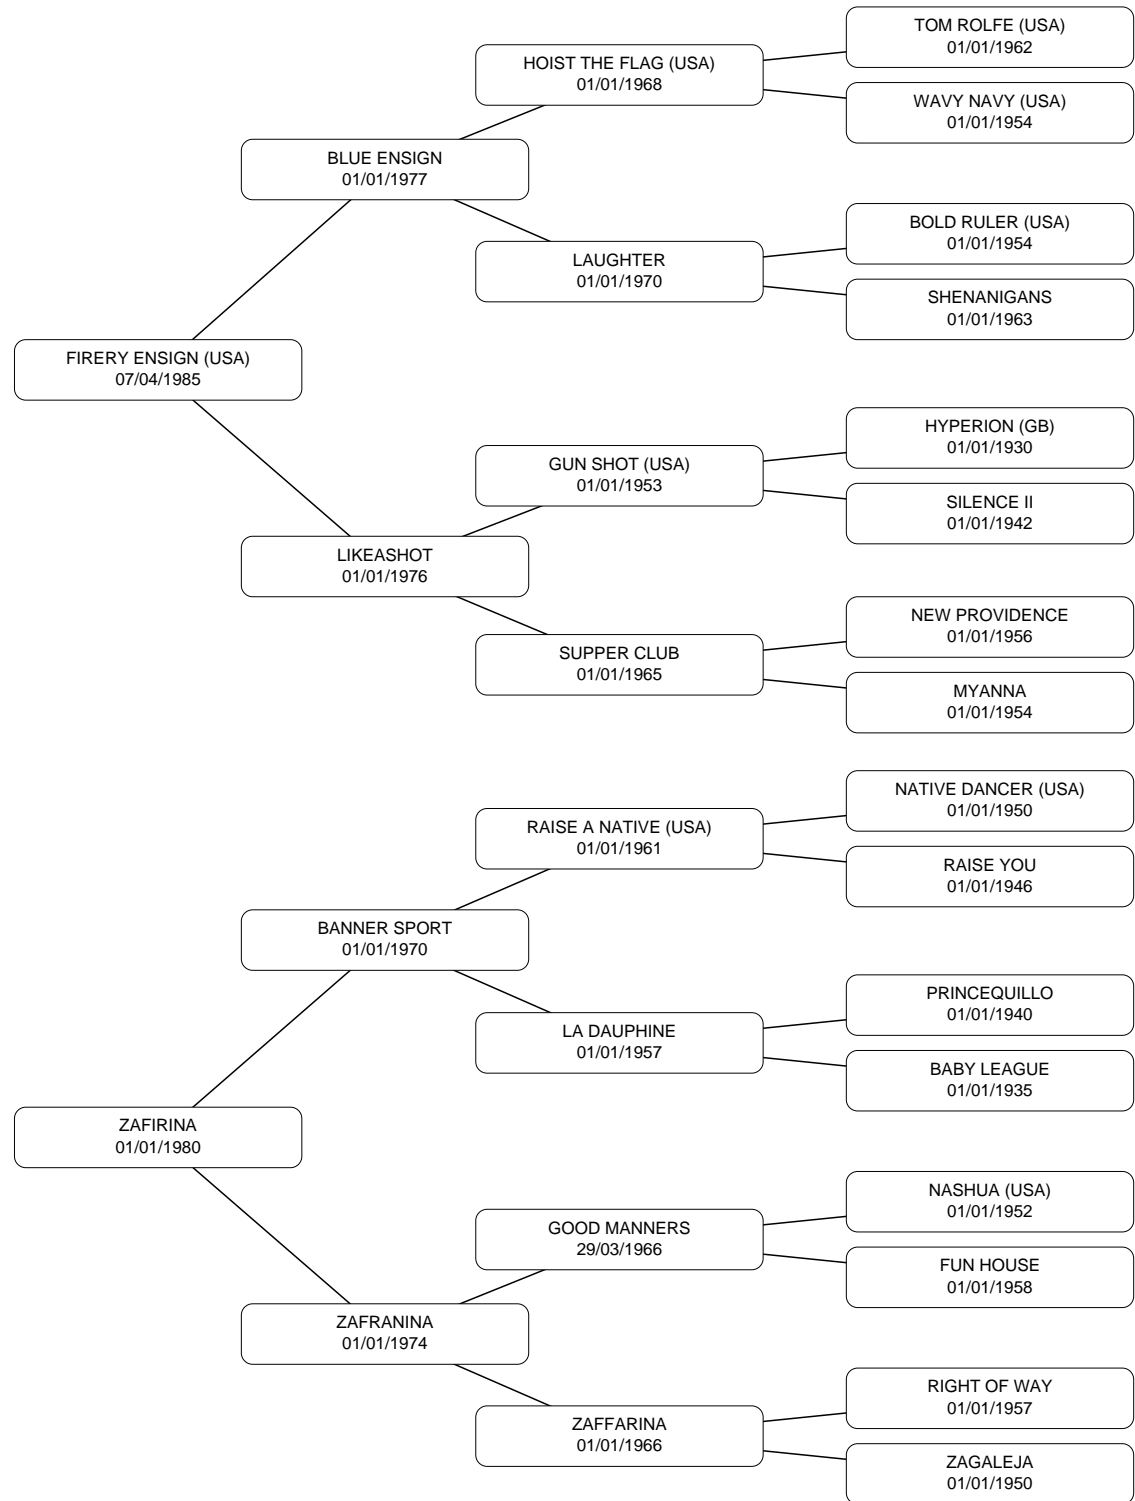 TOM ROLFE (USA)
01/01/1962
HOIST THE FLAG (USA)
01/01/1968
WAVY NAVY (USA)
01/01/1954
BLUE ENSIGN
01/01/1977
BOLD RULER (USA)
01/01/1954
LAUGHTER
01/01/1970
SHENANIGANS
01/01/1963
FIRERY ENSIGN (USA)
07/04/1985
HYPERION (GB)
01/01/1930
GUN SHOT (USA)
01/01/1953
SILENCE II
01/01/1942
LIKEASHOT
01/01/1976
NEW PROVIDENCE
01/01/1956
SUPPER CLUB
01/01/1965
MYANNA
01/01/1954
NATIVE DANCER (USA)
01/01/1950
RAISE A NATIVE (USA)
01/01/1961
RAISE YOU
01/01/1946
BANNER SPORT
01/01/1970
PRINCEQUILLO
01/01/1940
LA DAUPHINE
01/01/1957
BABY LEAGUE
01/01/1935
ZAFIRINA
01/01/1980
NASHUA (USA)
01/01/1952
GOOD MANNERS
29/03/1966
FUN HOUSE
01/01/1958
ZAFRANINA
01/01/1974
RIGHT OF WAY
01/01/1957
ZAFFARINA
01/01/1966
ZAGALEJA
01/01/1950